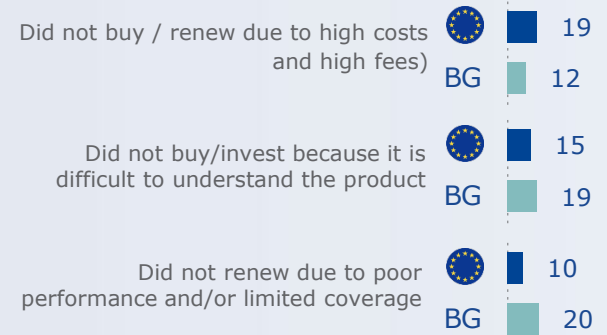 Did not buy / renew due to high costs
and high fees)
19
BG 12
Did not buy/invest because it is
difficult to understand the product
15
BG 19
Did not renew due to poor
performance and/or limited coverage
10
BG 20